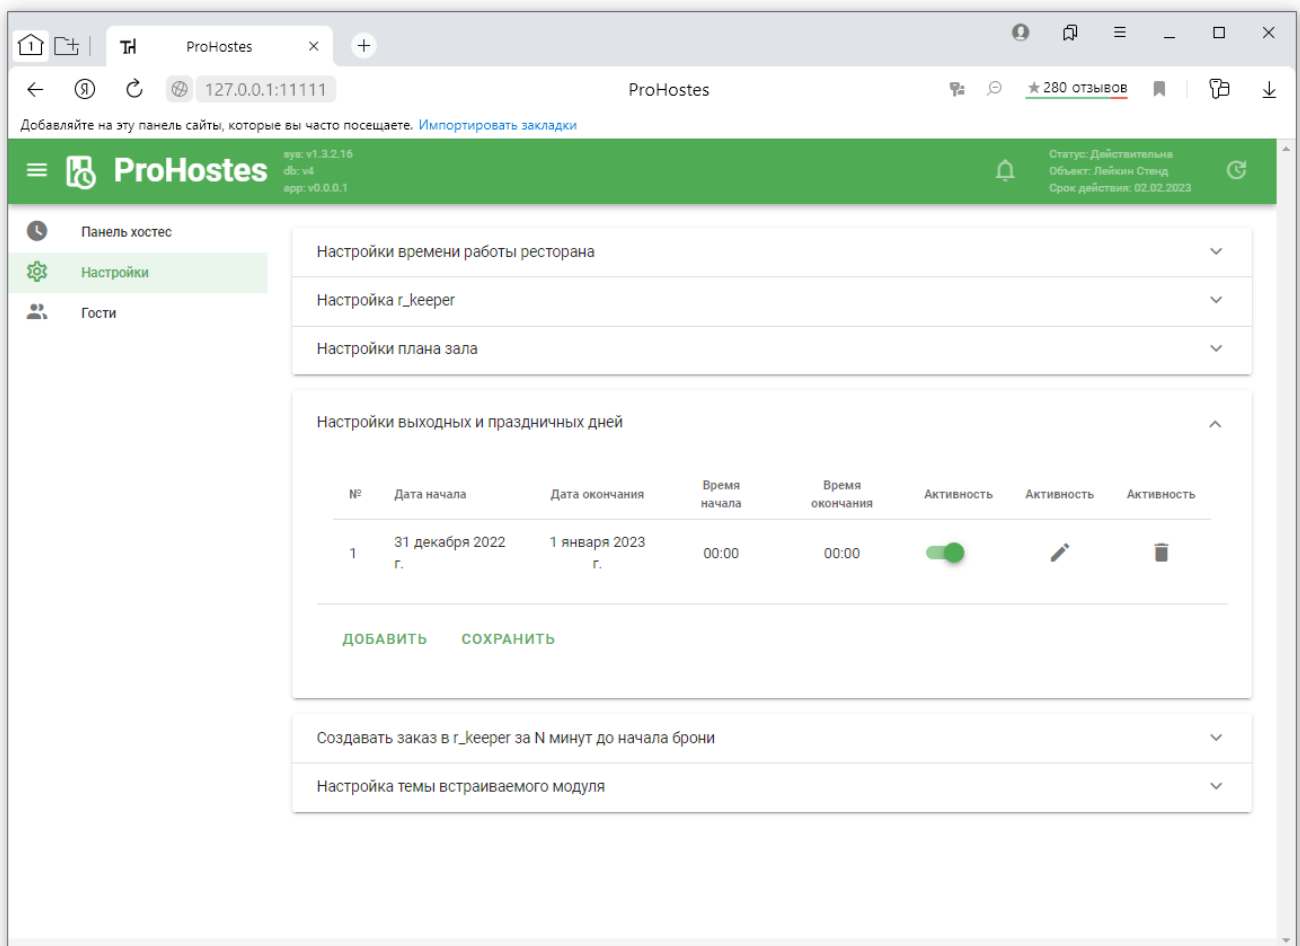 1
ProHostes
127.0.0.1:11111
ProHostes
280 отзывов
Добавляйте на эту панель сайты, которые вы часто посещаете. Импортировать закладки
ProHostes
sys: v1.3.2.16
db: v4
app: v0.0.0.1
Статус: Действительна
Объект: Лейкин Стенд
Срок действия: 02.02.2023
Панель хостес
Настройки
Гости
Настройки времени работы ресторана
Настройка r_keeper
Настройки плана зала
Настройки выходных и праздничных дней
№ Дата начала Дата окончания Время начала Время окончания Активность Активность Активность
1 31 декабря 2022 г. 1 января 2023 г. 00:00 00:00
ДОБАВИТЬ СОХРАНИТЬ
Создавать заказ в r_keeper за N минут до начала брони
Настройка темы встраиваемого модуля